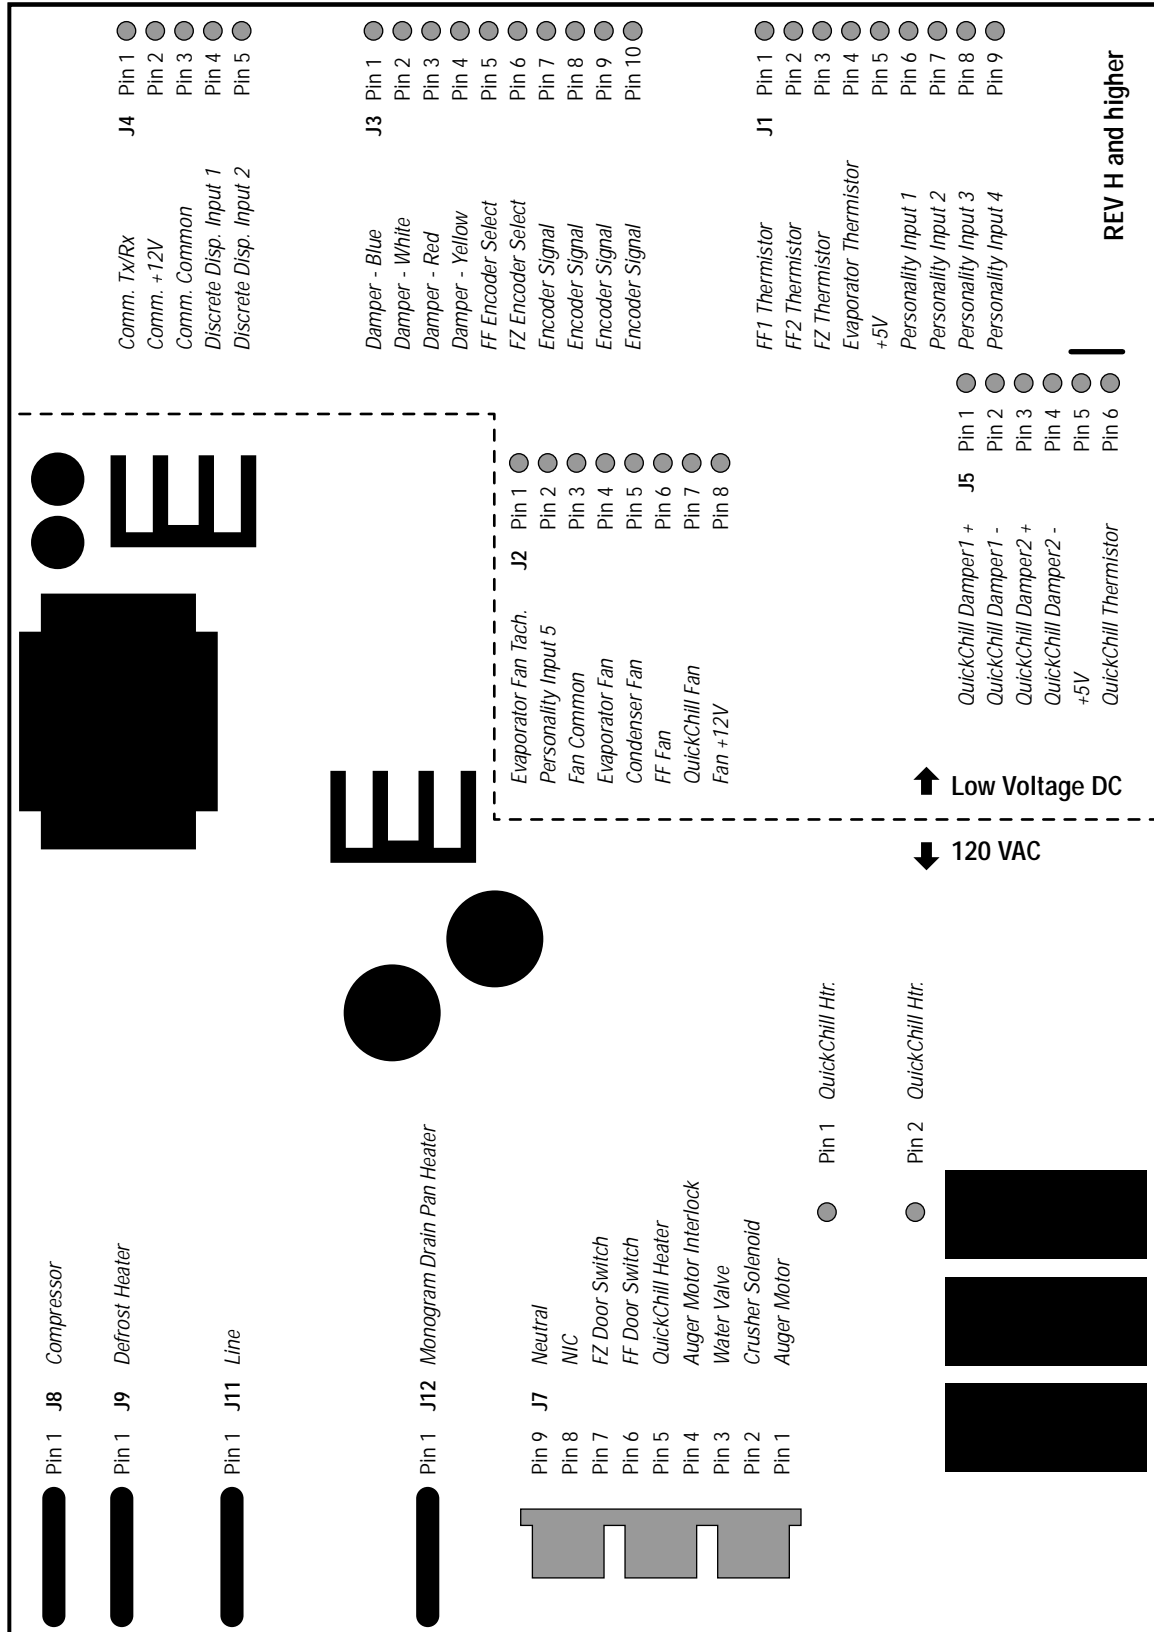 J4
Pin 1 Comm. Tx/Rx
Pin 2 Comm. +12V
Pin 3 Comm. Common
Pin 4 Discrete Disp. Input 1
Pin 5 Discrete Disp. Input 2
J3
Pin 1 Damper - Blue
Pin 2 Damper - White
Pin 3 Damper - Red
Pin 4 Damper - Yellow
Pin 5 FF Encoder Select
Pin 6 FZ Encoder Select
Pin 7 Encoder Signal
Pin 8 Encoder Signal
Pin 9 Encoder Signal
Pin 10 Encoder Signal
J1
Pin 1 FF1 Thermistor
Pin 2 FF2 Thermistor
Pin 3 FZ Thermistor
Pin 4 Evaporator Thermistor
Pin 5 +5V
Pin 6 Personality Input 1
Pin 7 Personality Input 2
Pin 8 Personality Input 3
Pin 9 Personality Input 4
REV H and higher
J2
Pin 1 Evaporator Fan Tach.
Pin 2 Personality Input 5
Pin 3 Fan Common
Pin 4 Evaporator Fan
Pin 5 Condenser Fan
Pin 6 FF Fan
Pin 7 QuickChill Fan
Pin 8 Fan +12V
J5
Pin 1 QuickChill Damper1 +
Pin 2 QuickChill Damper1 -
Pin 3 QuickChill Damper2 +
Pin 4 QuickChill Damper2 -
Pin 5 +5V
Pin 6 QuickChill Thermistor
Low Voltage DC
120 VAC
Pin 1 QuickChill Htr.
Pin 2 QuickChill Htr.
Pin 1 J8 Compressor
Pin 1 J9 Defrost Heater
Pin 1 J11 Line
Pin 1 J12 Monogram Drain Pan Heater
J7
Pin 9 Neutral
Pin 8 NIC
Pin 7 FZ Door Switch
Pin 6 FF Door Switch
Pin 5 QuickChill Heater
Pin 4 Auger Motor Interlock
Pin 3 Water Valve
Pin 2 Crusher Solenoid
Pin 1 Auger Motor